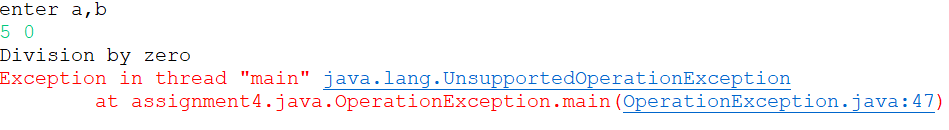 enter a,b
5 0
Division by zero
Exception in thread "main" java.lang.UnsupportedOperationException
at assignment4.java.OperationException.main(OperationException.java:47)